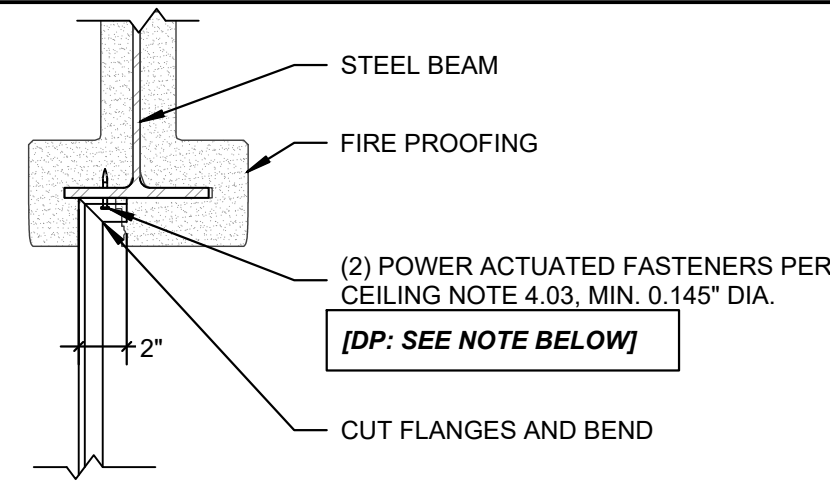 STEEL BEAM
FIRE PROOFING
(2) POWER ACTUATED FASTENERS PER
CEILING NOTE 4.03, MIN. 0.145" DIA.
[DP: SEE NOTE BELOW]
2"
CUT FLANGES AND BEND